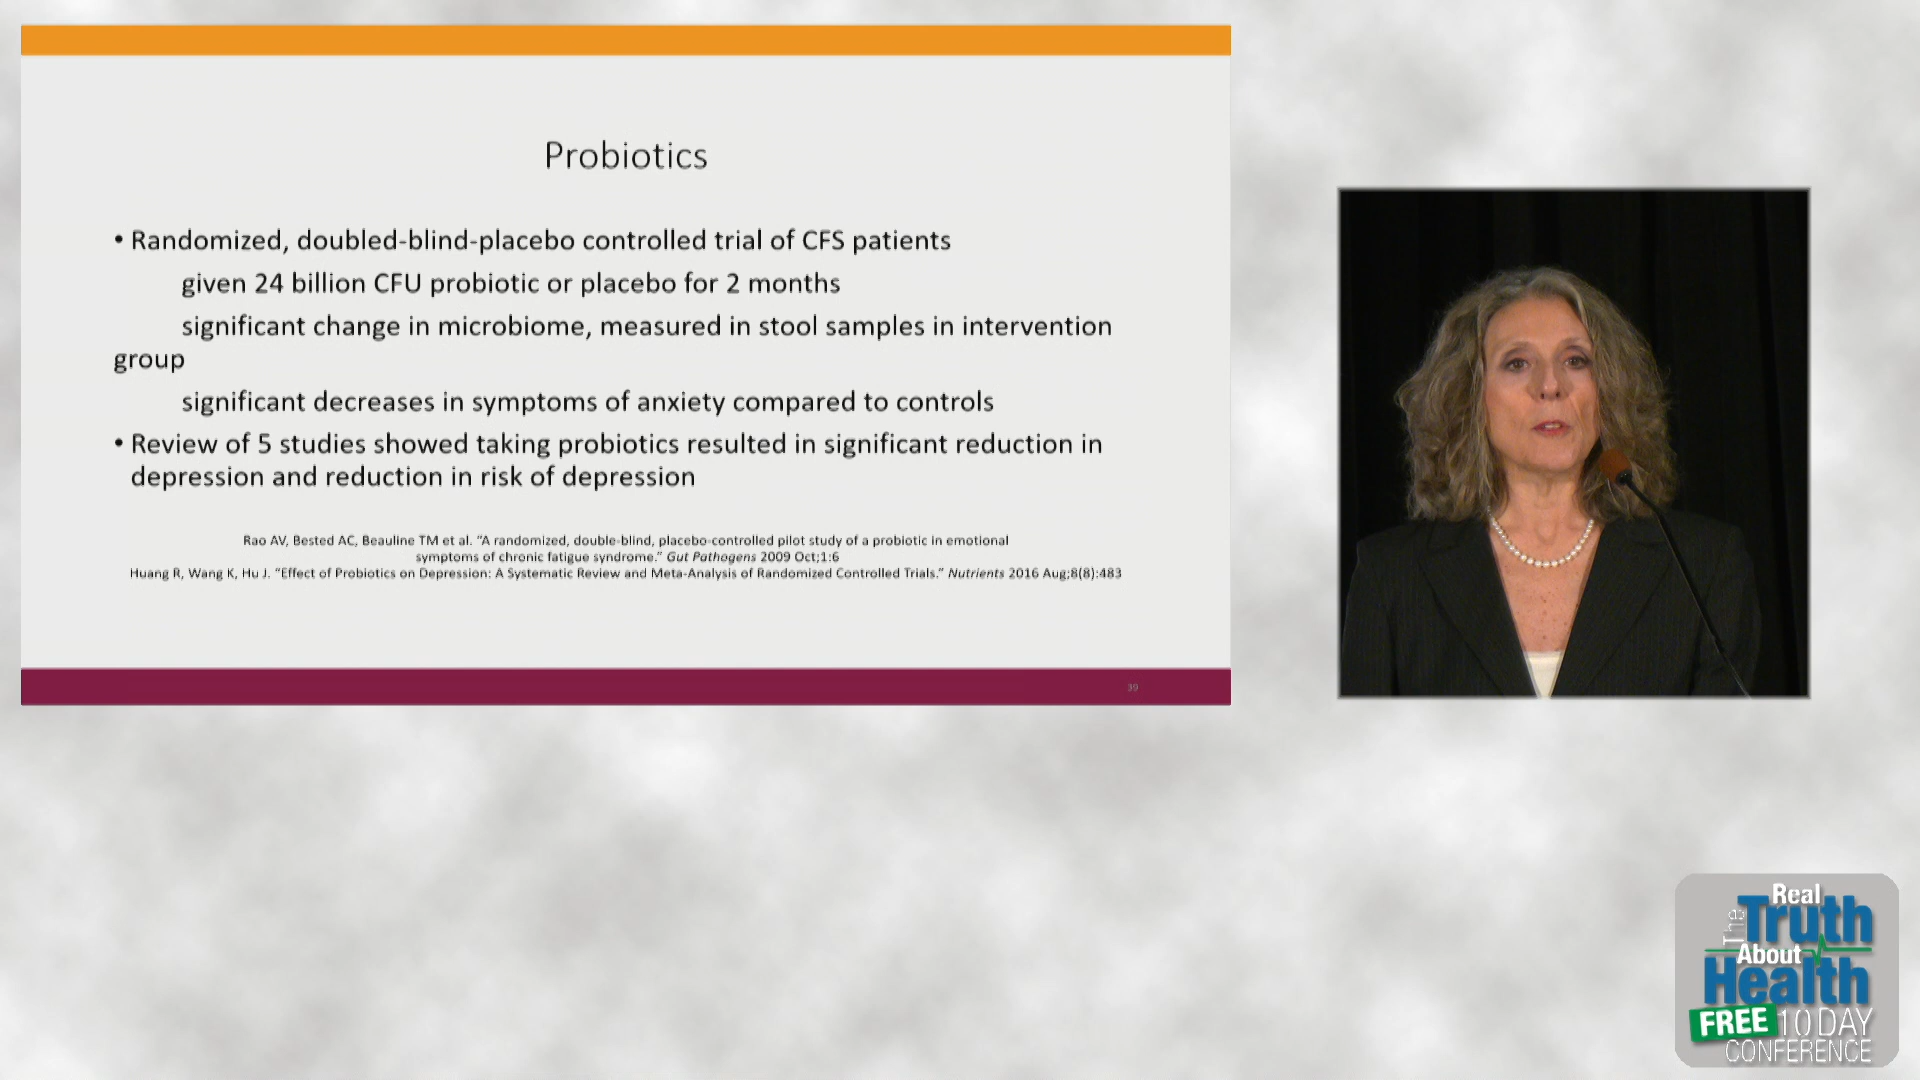 Probiotics
• Randomized, doubled-blind-placebo controlled trial of CFS patients
given 24 billion CFU probiotic or placebo for 2 months
significant change in microbiome, measured in stool samples in intervention
group
significant decreases in symptoms of anxiety compared to controls
• Review of 5 studies showed taking probiotics resulted in significant reduction in
depression and reduction in risk of depression
Rao AV, Bested AC, Beauline TM et al. “A randomized, double-blind, placebo-controlled pilot study of a probiotic in emotional
symptoms of chronic fatigue syndrome.” Gut Pathogens 2009 Oct;1:6
Huang R, Wang K, Hu J. “Effect of Probiotics on Depression: A Systematic Review and Meta-Analysis of Randomized Controlled Trials.” Nutrients 2016 Aug;8(8):483
39
The Real
Truth
About
Health
FREE 10 DAY
CONFERENCE